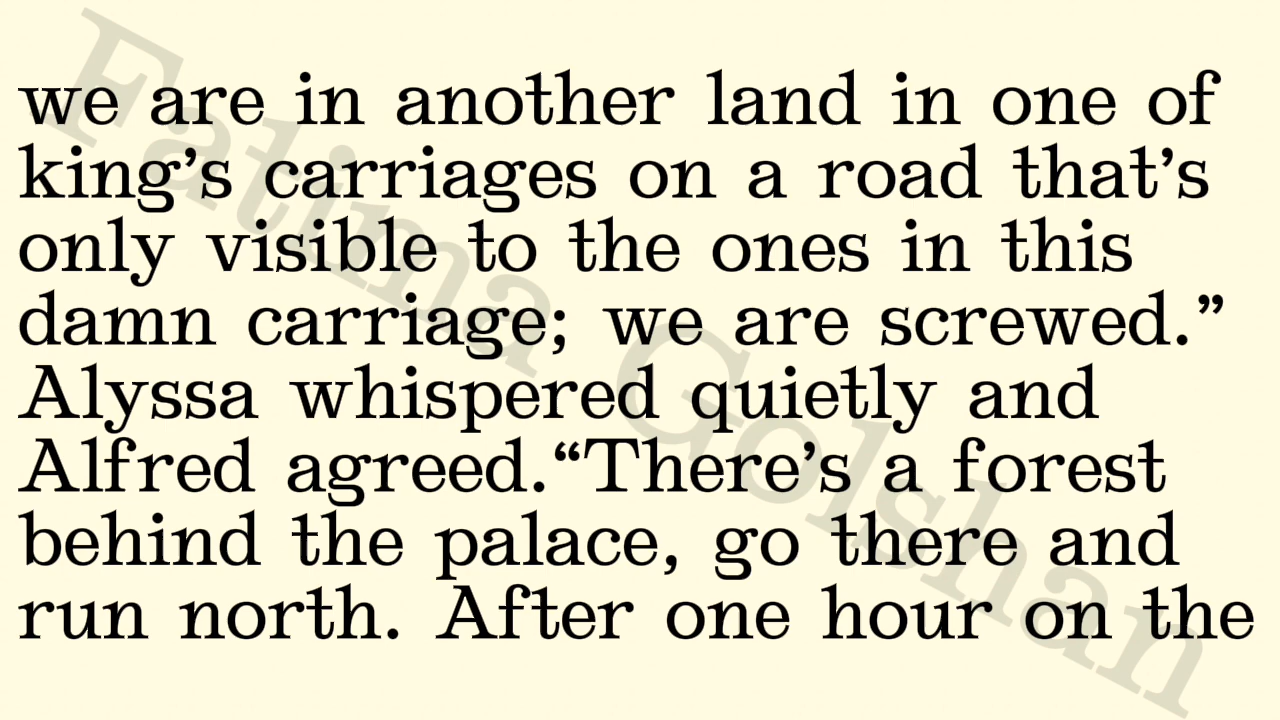 we are in another land in one of
king’s carriages on a road that’s
only visible to the ones in this
damn carriage; we are screwed.”
Alyssa whispered quietly and
Alfred agreed.“There’s a forest
behind the palace, go there and
run north. After one hour on the
Fatima Golshan